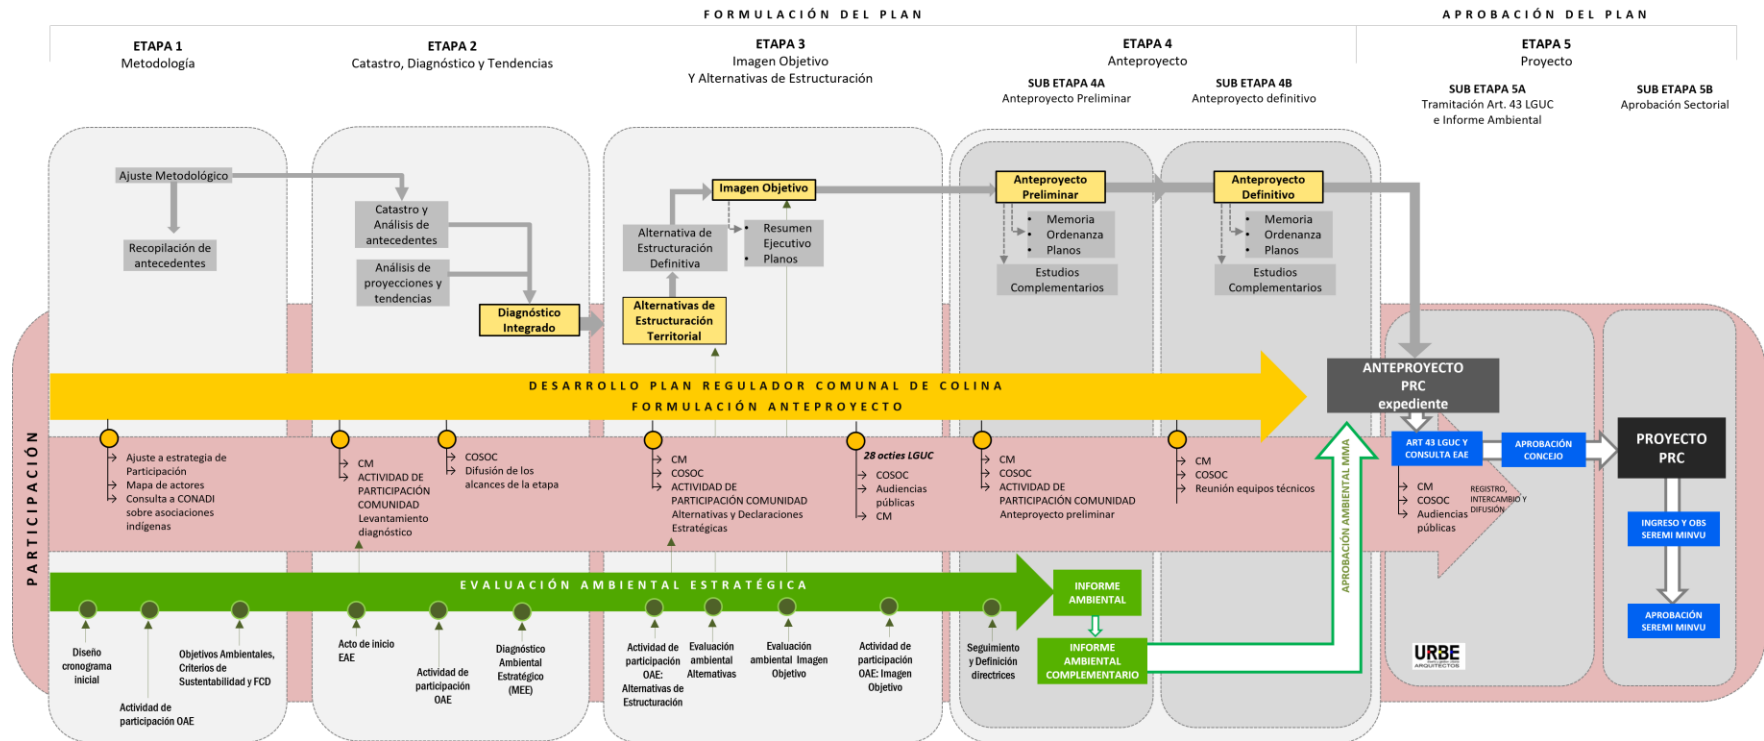 FORMULACIÓN DEL PLAN
APROBACIÓN DEL PLAN
ETAPA 1
Metodología
ETAPA 2
Catastro, Diagnóstico y Tendencias
ETAPA 3
Imagen Objetivo
Y Alternativas de Estructuración
ETAPA 4
Anteproyecto
SUB ETAPA 4A
Anteproyecto Preliminar
SUB ETAPA 4B
Anteproyecto definitivo
ETAPA 5
Proyecto
SUB ETAPA 5A
Tramitación Art. 43 LGUC
e Informe Ambiental
SUB ETAPA 5B
Aprobación Sectorial
Ajuste Metodológico
Recopilación de
antecedentes
Catastro y
Análisis de
antecedentes
Análisis de
proyecciones y
tendencias
Diagnóstico
Integrado
Alternativas de
Estructuración
Territorial
Alternativa de
Estructuración
Definitiva
Imagen Objetivo
• Resumen
Ejecutivo
• Planos
Anteproyecto
Preliminar
• Memoria
• Ordenanza
• Planos
Estudios
Complementarios
Anteproyecto
Definitivo
• Memoria
• Ordenanza
• Planos
Estudios
Complementarios
DESARROLLO PLAN REGULADOR COMUNAL DE COLINA
FORMULACIÓN ANTEPROYECTO
ANTEPROYECTO
PRC
expediente
PARTICIPACIÓN
Ajuste a estrategia de
Participación
Mapa de actores
Consulta a CONADI
sobre asociaciones
indígenas
CM
ACTIVIDAD DE
PARTICIPACIÓN
COMUNIDAD
Levantamiento
diagnóstico
COSOC
Difusión de los
alcances de la etapa
CM
COSOC
ACTIVIDAD DE
PARTICIPACIÓN COMUNIDAD
Alternativas y Declaraciones
Estratégicas
28 octies LGUC
COSOC
Audiencias
públicas
CM
CM
COSOC
ACTIVIDAD DE
PARTICIPACIÓN COMUNIDAD
Anteproyecto preliminar
CM
COSOC
Reunión equipos técnicos
APROBACIÓN AMBIENTAL MMA
ART 43 LGUC Y
CONSULTA EAE
APROBACIÓN
CONCEJO
CM
COSOC
Audiencias
públicas
REGISTRO,
INTERCAMBIO Y
DIFUSIÓN
PROYECTO
PRC
INGRESO Y OBS
SEREMI MINVU
APROBACIÓN
SEREMI MINVU
EVALUACIÓN AMBIENTAL ESTRATÉGICA
INFORME
AMBIENTAL
INFORME
AMBIENTAL
COMPLEMENTARIO
Diseño
cronograma
inicial
Actividad de
participación OAE
Objetivos Ambientales,
Criterios de
Sustentabilidad y FCD
Acto de inicio
EAE
Actividad de
participación
OAE
Diagnóstico
Ambiental
Estratégico
(MEE)
Actividad de
participación
OAE:
Alternativas de
Estructuración
Evaluación
ambiental
Alternativas
Evaluación
ambiental Imagen
Objetivo
Actividad de
participación
OAE: Imagen
Objetivo
Seguimiento
y Definición
directrices
URBE
ARQUITECTOS